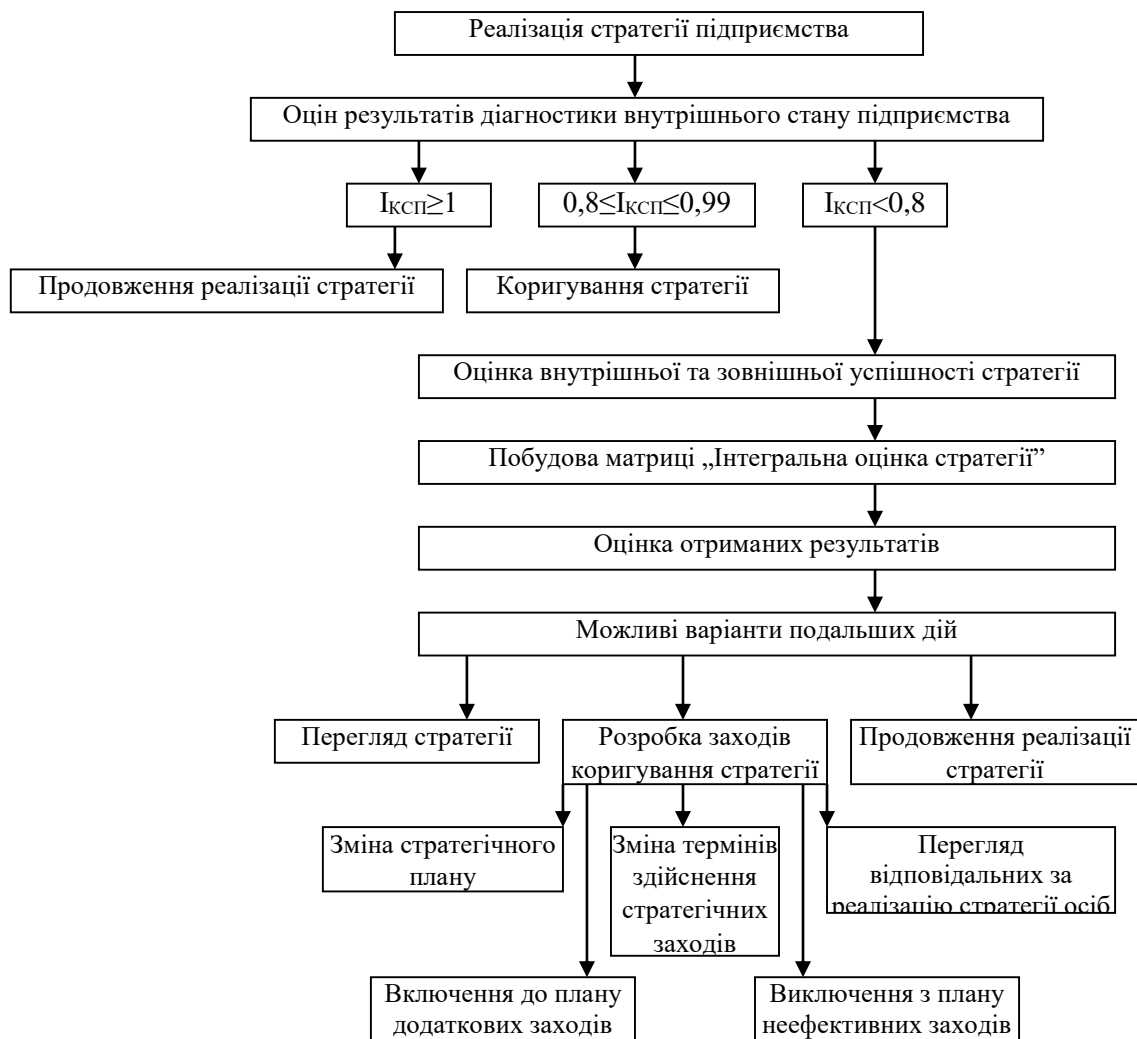 Реалізація стратегії підприємства
Оцін результатів діагностики внутрішнього стану підприємства
ІКСП≥1
0,8≤ІКСП≤0,99
ІКСП<0,8
Продовження реалізації стратегії
Коригування стратегії
Оцінка внутрішньої та зовнішньої успішності стратегії
Побудова матриці „Інтегральна оцінка стратегії”
Оцінка отриманих результатів
Можливі варіанти подальших дій
Перегляд стратегії
Розробка заходів
коригування стратегії
Продовження реалізації
стратегії
Зміна стратегічного
плану
Зміна термінів
здійснення
стратегічних
заходів
Перегляд
відповідальних за
реалізацію стратегії осіб
Включення до плану
додаткових заходів
Виключення з плану
неефективних заходів